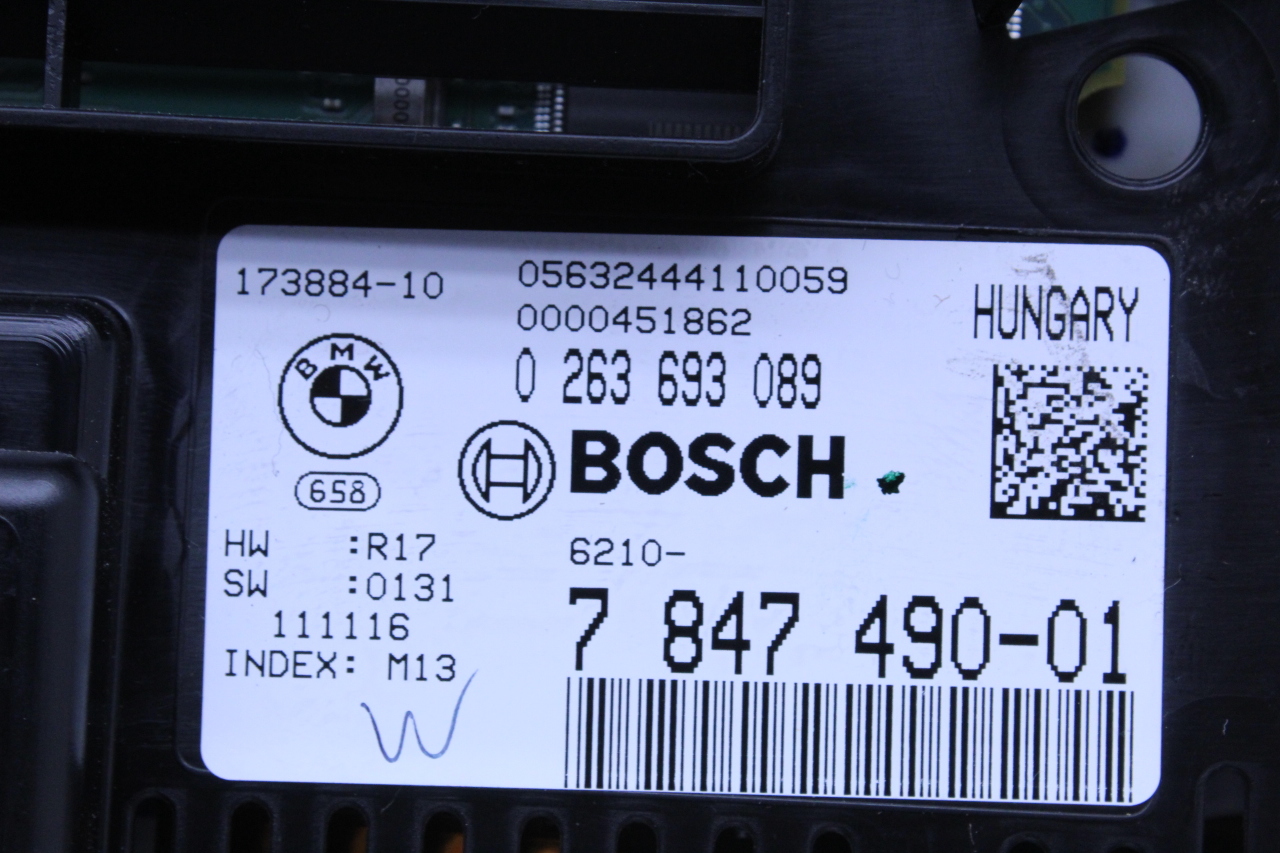 173884-10
05632444110059
0000451862
0 263 693 089
HUNGARY
BMW
658
BOSCH
HW :R17
SW :0131
111116
INDEX: M13
6210-
7 847 490-01
W